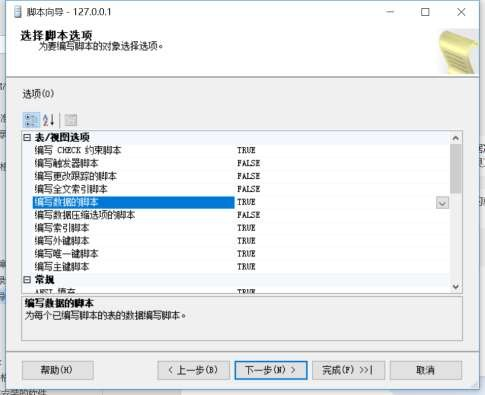 脚本向导 - 127.0.0.1
选择脚本选项
为要编写脚本的对象选择选项。
选项(O)
表/视图选项
编写 CHECK 约束脚本 TRUE
编写触发器脚本 FALSE
编写更改跟踪的脚本 FALSE
编写全文索引脚本 FALSE
编写数据的脚本 TRUE
编写数据压缩选项的脚本 FALSE
编写索引脚本 TRUE
编写外键脚本 TRUE
编写唯一键脚本 TRUE
编写主键脚本 TRUE
常规
ANSI 填充 TRUE
编写数据的脚本
为每个已编写脚本的表的数据编写脚本。
帮助(H) < 上一步(B) 下一步(N) > 完成(F) >>| 取消
安装的软件